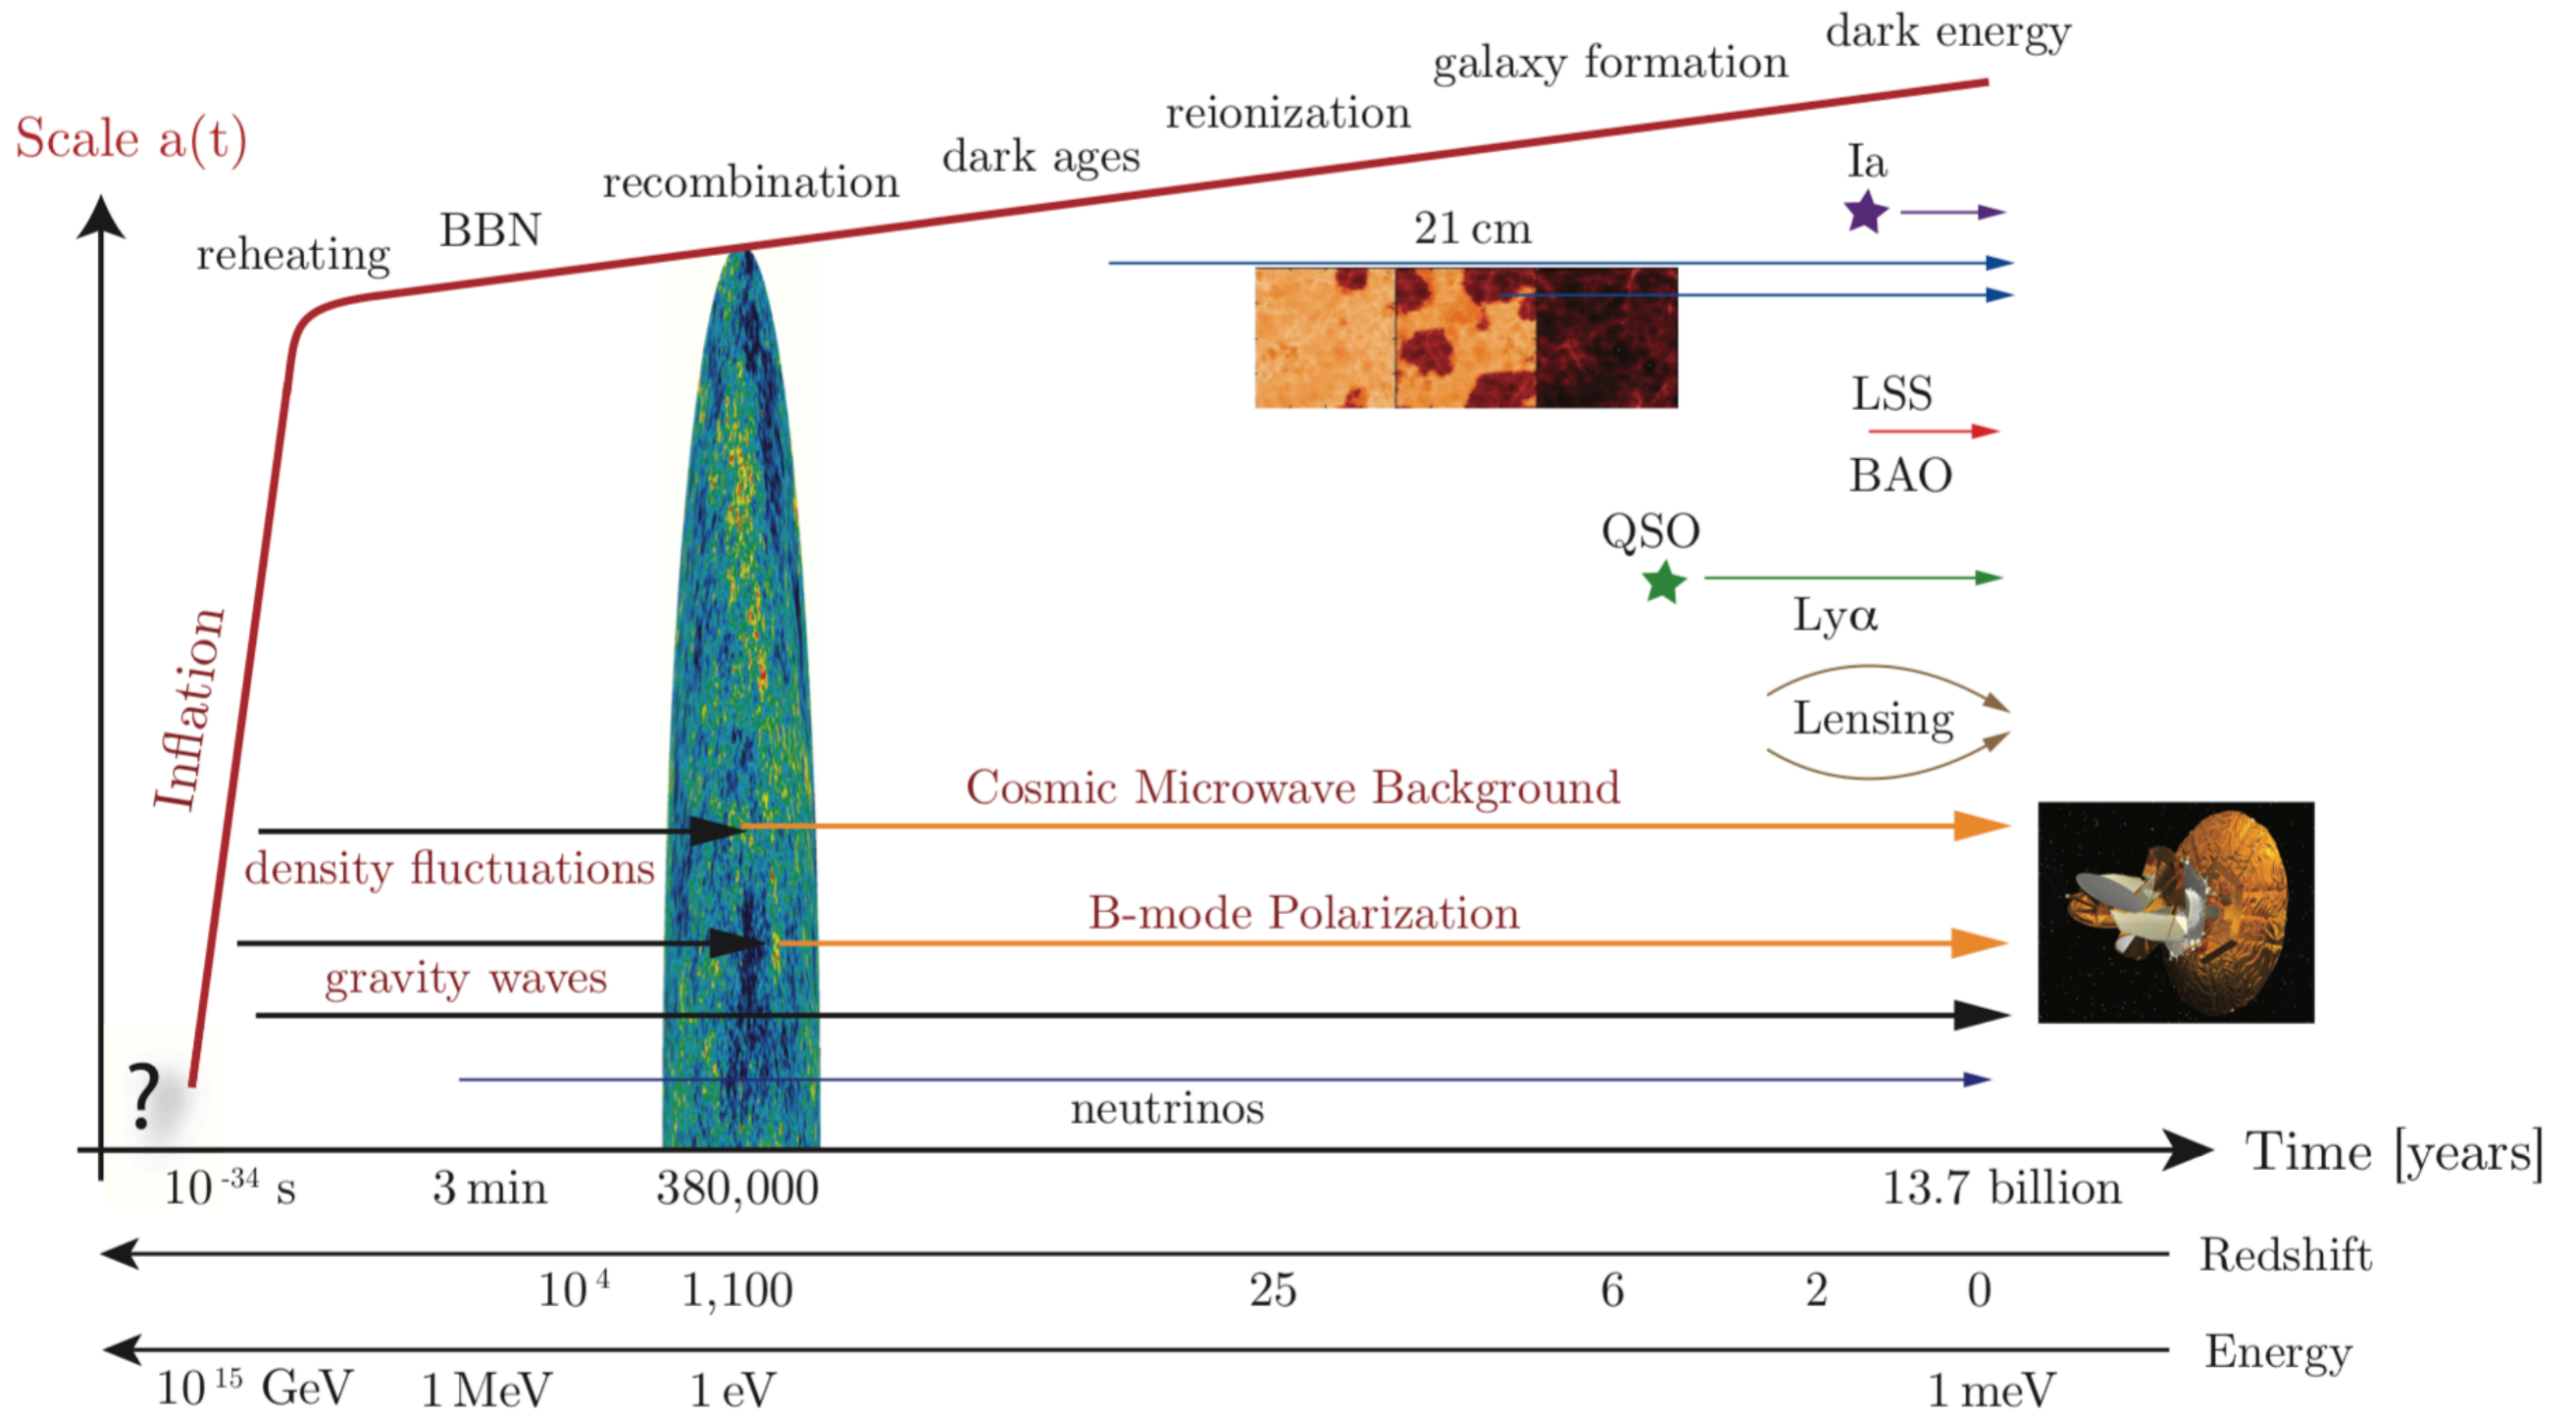 dark energy
galaxy formation
reionization
Scale a(t)
dark ages
recombination
BBN
reheating
Ia
21 cm
LSS
BAO
QSO
Lyα
Inflation
Lensing
Cosmic Microwave Background
density fluctuations
B-mode Polarization
gravity waves
?
neutrinos
Time [years]
10⁻³⁴ s 3 min 380,000 13.7 billion
Redshift
10⁴ 1,100 25 6 2 0
Energy
10¹⁵ GeV 1 MeV 1 eV 1 meV